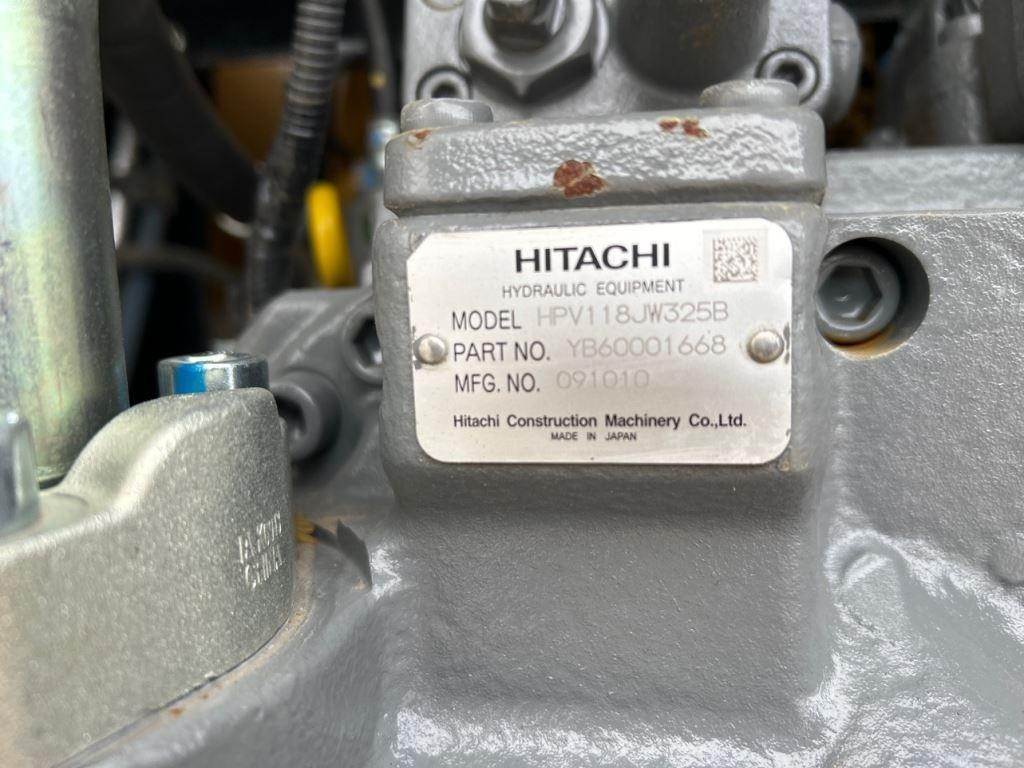 HITACHI
HYDRAULIC EQUIPMENT
MODEL HPV118JW325B
PART NO. YB60001668
MFG. NO. 091010
Hitachi Construction Machinery Co.,Ltd.
MADE IN JAPAN